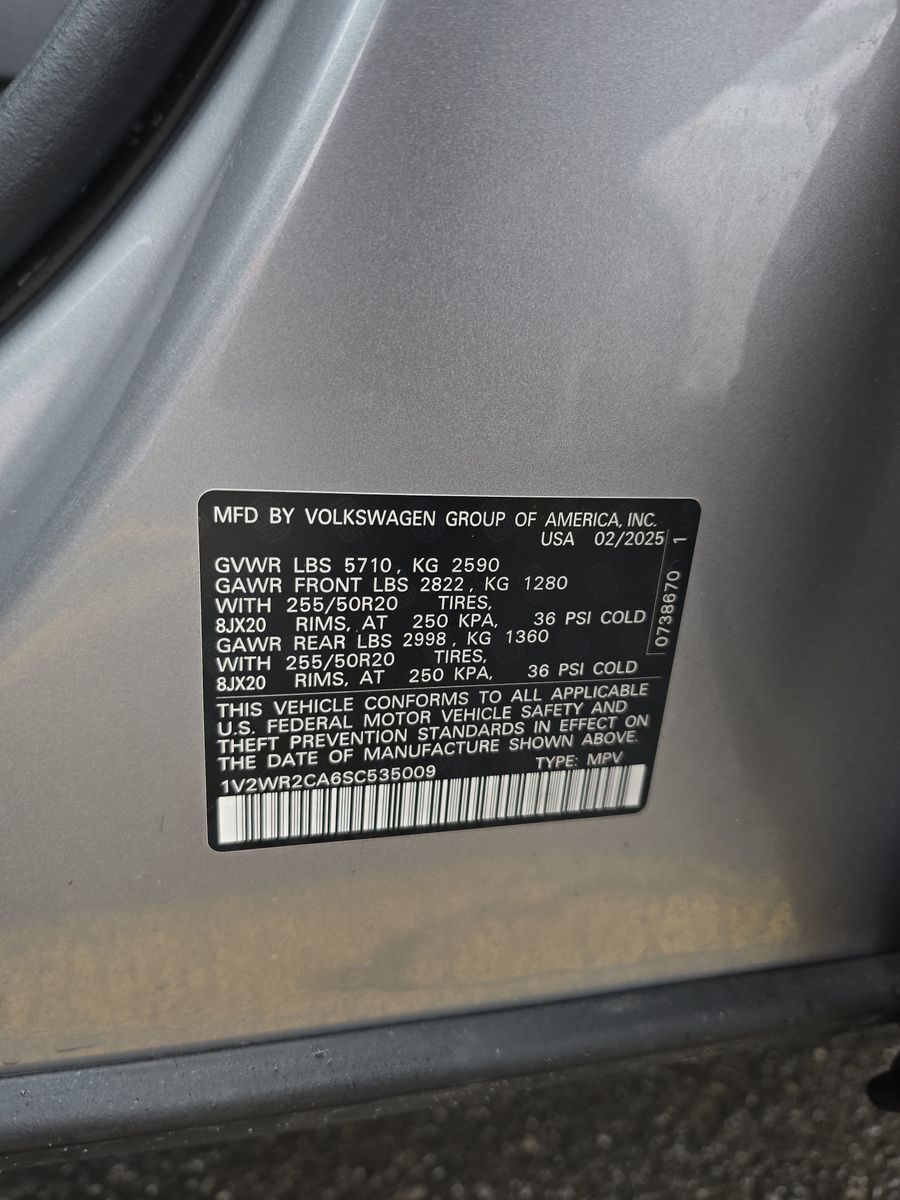 MFD BY VOLKSWAGEN GROUP OF AMERICA, INC.
USA 02/2025
GVWR LBS 5710, KG 2590
GAWR FRONT LBS 2822, KG 1280
WITH 255/50R20 TIRES,
8JX20 RIMS, AT 250 KPA, 36 PSI COLD
GAWR REAR LBS 2998, KG 1360
WITH 255/50R20 TIRES,
8JX20 RIMS, AT 250 KPA, 36 PSI COLD
THIS VEHICLE CONFORMS TO ALL APPLICABLE
U.S. FEDERAL MOTOR VEHICLE SAFETY AND
THEFT PREVENTION STANDARDS IN EFFECT ON
THE DATE OF MANUFACTURE SHOWN ABOVE.
TYPE: MPV
1V2WR2CA6SC535009
0738670 1